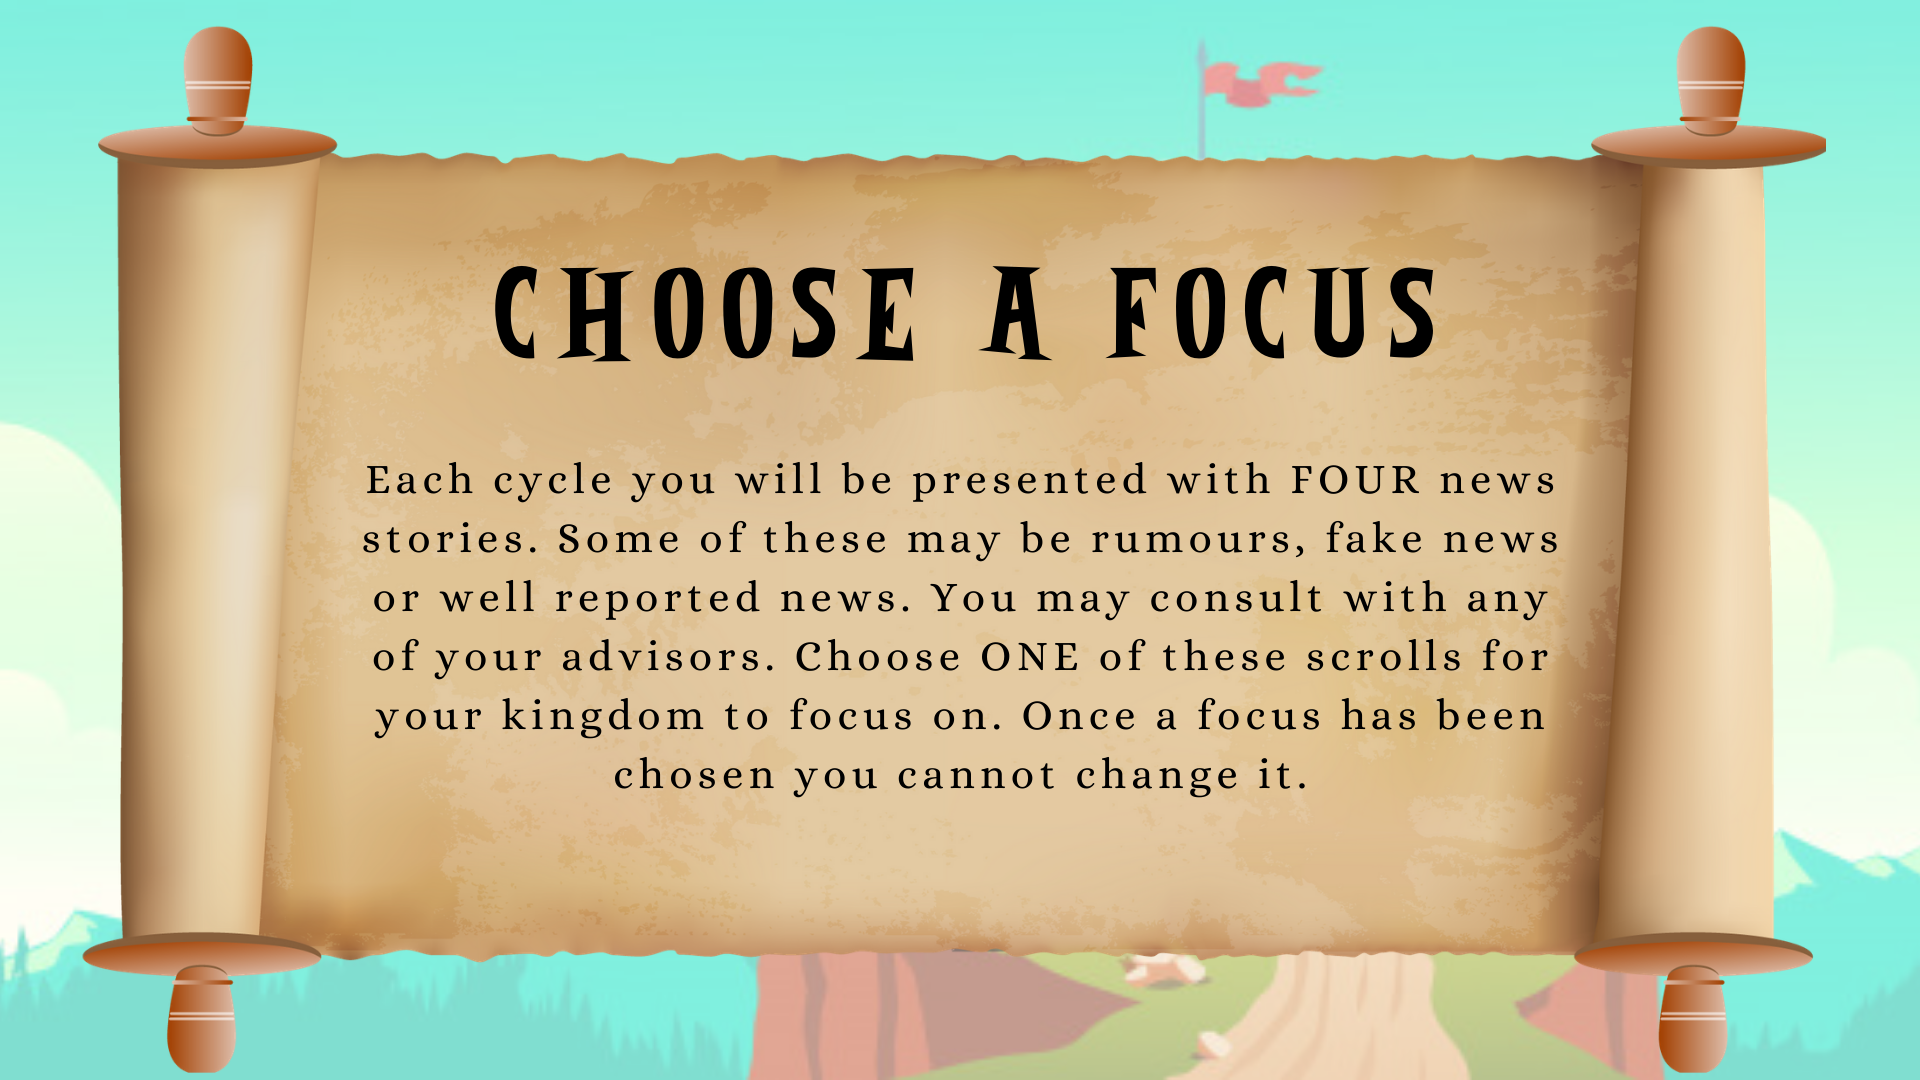 CHOOSE A FOCUS
Each cycle you will be presented with FOUR news
stories. Some of these may be rumours, fake news
or well reported news. You may consult with any
of your advisors. Choose ONE of these scrolls for
your kingdom to focus on. Once a focus has been
chosen you cannot change it.